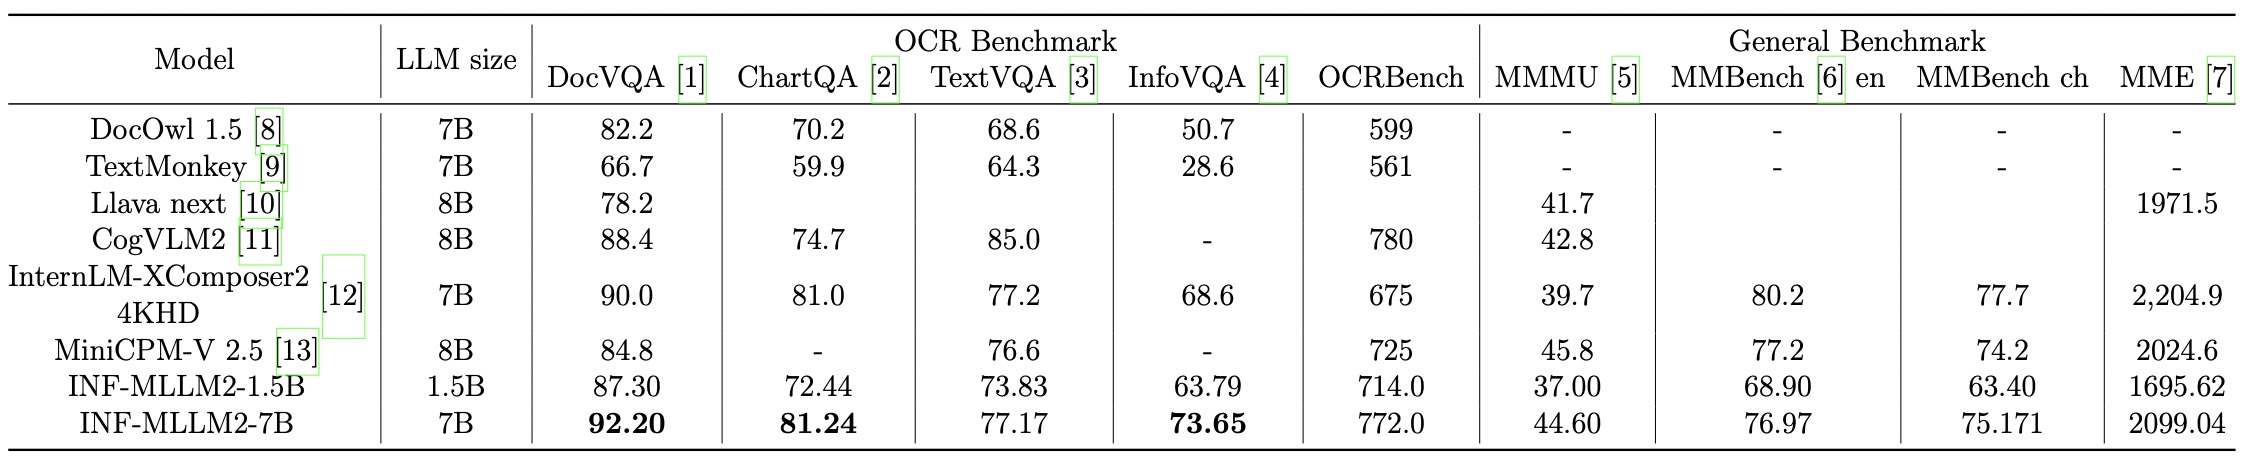 OCR Benchmark General Benchmark
Model LLM size
DocVQA [1] ChartQA [2] TextVQA [3] InfoVQA [4] OCRBench MMMU [5] MMBench [6] en MMBench ch MME [7]
DocOwl 1.5 [8] 7B 82.2 70.2 68.6 50.7 599 - - - -
TextMonkey [9] 7B 66.7 59.9 64.3 28.6 561 - - - -
Llava next [10] 8B 78.2 41.7 1971.5
CogVLM2 [11] 8B 88.4 74.7 85.0 - 780 42.8
InternLM-XComposer2
4KHD [12] 7B 90.0 81.0 77.2 68.6 675 39.7 80.2 77.7 2,204.9
MiniCPM-V 2.5 [13] 8B 84.8 - 76.6 - 725 45.8 77.2 74.2 2024.6
INF-MLLM2-1.5B 1.5B 87.30 72.44 73.83 63.79 714.0 37.00 68.90 63.40 1695.62
INF-MLLM2-7B 7B 92.20 81.24 77.17 73.65 772.0 44.60 76.97 75.171 2099.04